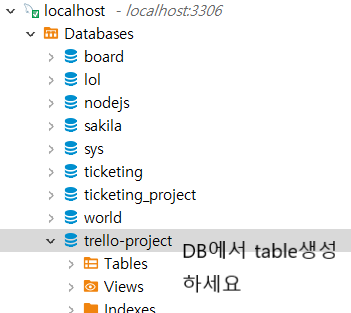 localhost - localhost:3306
Databases
board
lol
nodejs
sakila
sys
ticketing
ticketing_project
world
trello-project
DB에서 table생성
하세요
Tables
Views
Indexes